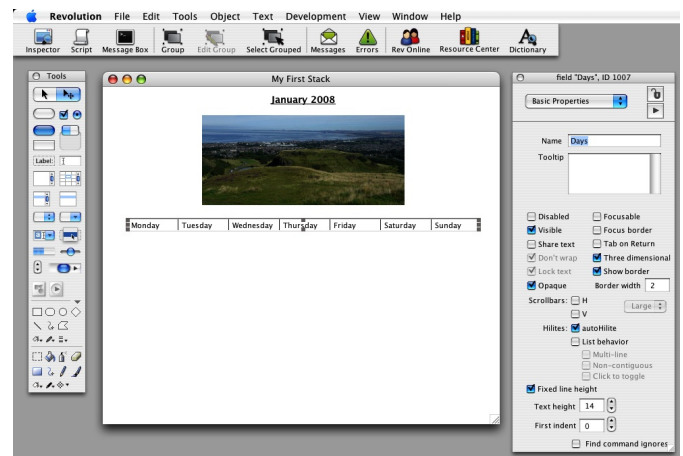 Revolution File Edit Tools Object Text Development View Window Help
Inspector Script Message Box Group Edit Group Select Grouped Messages Errors Rev Online Resource Center Dictionary
Tools
Label:
My First Stack
January 2008
Monday Tuesday Wednesday Thursday Friday Saturday Sunday
field "Days", ID 1007
Basic Properties
Name Days
Tooltip
Disabled Focusable
Visible Focus border
Share text Tab on Return
Don't wrap Three dimensional
Lock text Show border
Opaque Border width 2
Scrollbars: H Large
V
Hilites: autoHilite
List behavior
Multi-line
Non-contiguous
Click to toggle
Fixed line height
Text height 14
First indent 0
Find command ignores